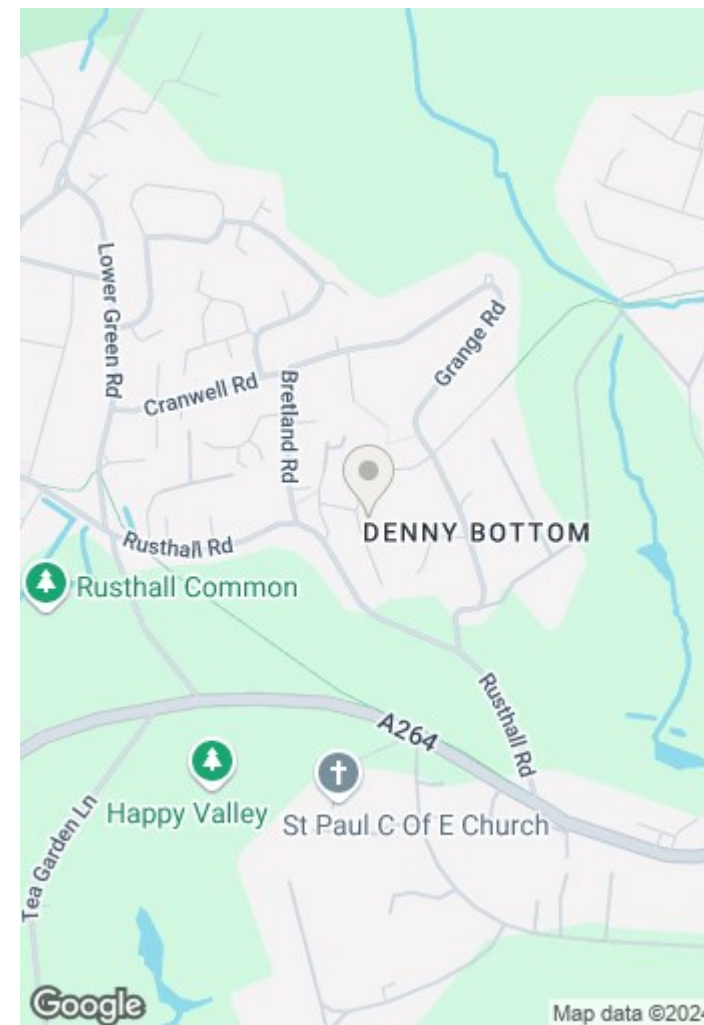 Lower Green Rd
Cranwell Rd
Bretland Rd
Grange Rd
DENNY BOTTOM
Rusthall Rd
Rusthall Common
Rusthall Rd
A264
Happy Valley
St Paul C Of E Church
Tea Garden Ln
Google
Map data ©2024